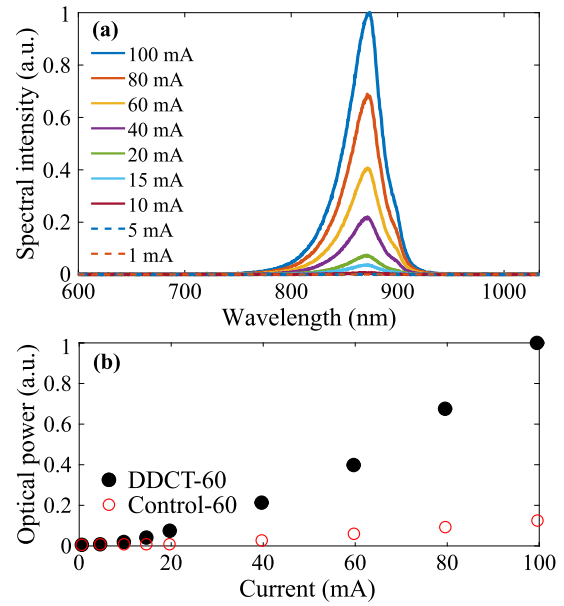 (a)
100 mA
80 mA
60 mA
40 mA
20 mA
15 mA
10 mA
5 mA
1 mA
Spectral intensity (a.u.)
1
0.8
0.6
0.4
0.2
0
600 700 800 900 1000
Wavelength (nm)
(b)
DDCT-60
Control-60
Optical power (a.u.)
1
0.8
0.6
0.4
0.2
0
0 20 40 60 80 100
Current (mA)